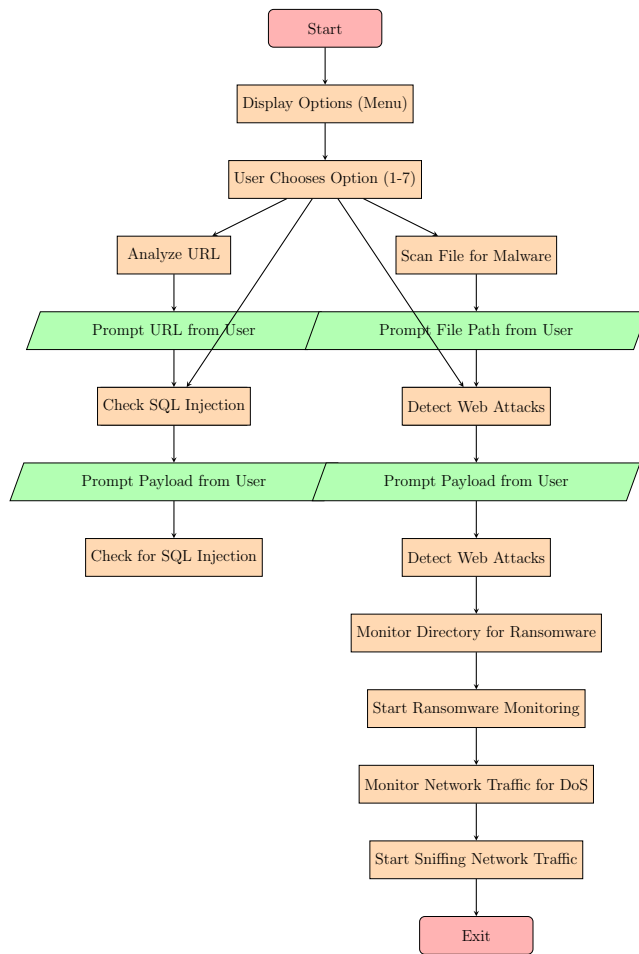 Start
Display Options (Menu)
User Chooses Option (1-7)
Analyze URL
Scan File for Malware
Prompt URL from User
Prompt File Path from User
Check SQL Injection
Detect Web Attacks
Prompt Payload from User
Prompt Payload from User
Check for SQL Injection
Detect Web Attacks
Monitor Directory for Ransomware
Start Ransomware Monitoring
Monitor Network Traffic for DoS
Start Sniffing Network Traffic
Exit